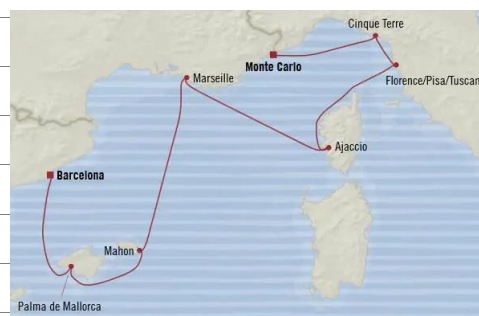 Cinque Terre
Monte Carlo
Marseille
Florence/Pisa/Tuscan
Ajaccio
Barcelona
Mahon
Palma de Mallorca